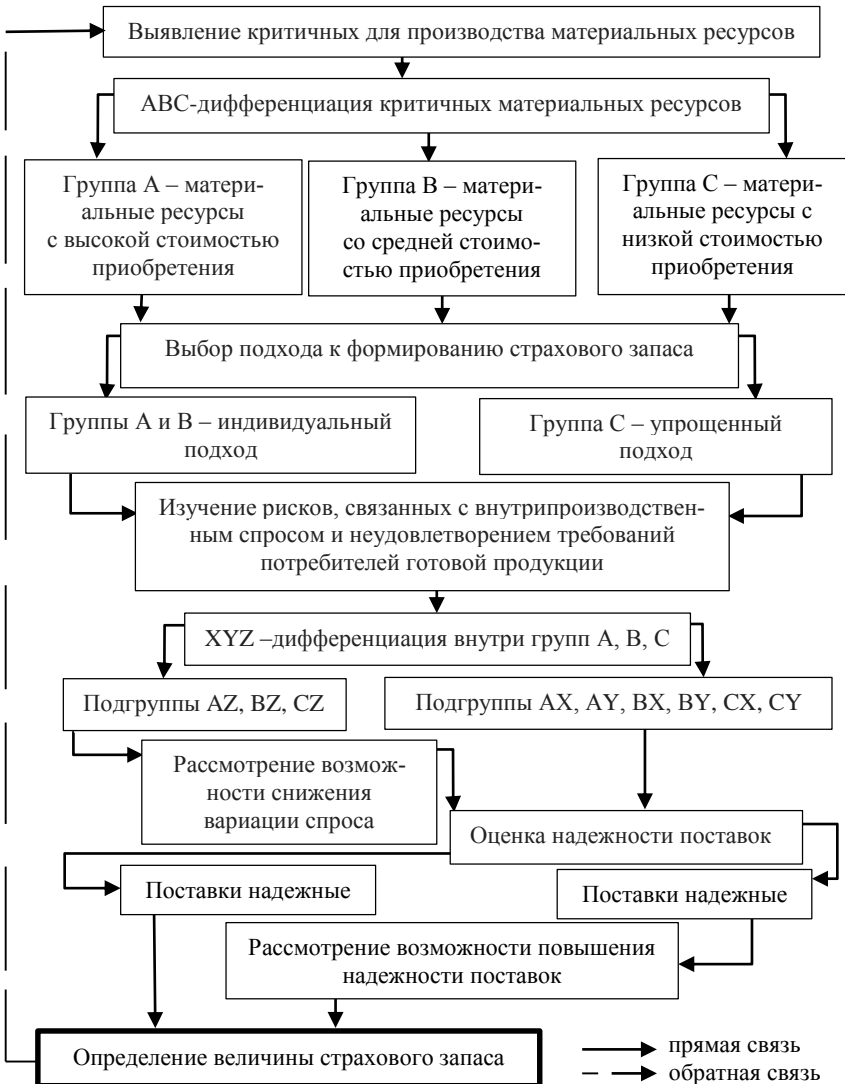 Выявление критичных для производства материальных ресурсов
АВС-дифференциация критичных материальных ресурсов
Группа А – матери-
альные ресурсы
с высокой стоимостью
приобретения
Группа В – матери-
альные ресурсы
со средней стоимо-
стью приобретения
Группа С – матери-
альные ресурсы с
низкой стоимостью
приобретения
Выбор подхода к формированию страхового запаса
Группы А и В – индивидуальный
подход
Группа С – упрощенный
подход
Изучение рисков, связанных с внутрипроизводствен-
ным спросом и неудовлетворением требований
потребителей готовой продукции
XYZ –дифференциация внутри групп А, В, С
Подгруппы AZ, BZ, CZ
Подгруппы AX, AY, BX, BY, CX, CY
Рассмотрение возмож-
ности снижения
вариации спроса
Оценка надежности поставок
Поставки надежные
Поставки надежные
Рассмотрение возможности повышения
надежности поставок
Определение величины страхового запаса
прямая связь
обратная связь